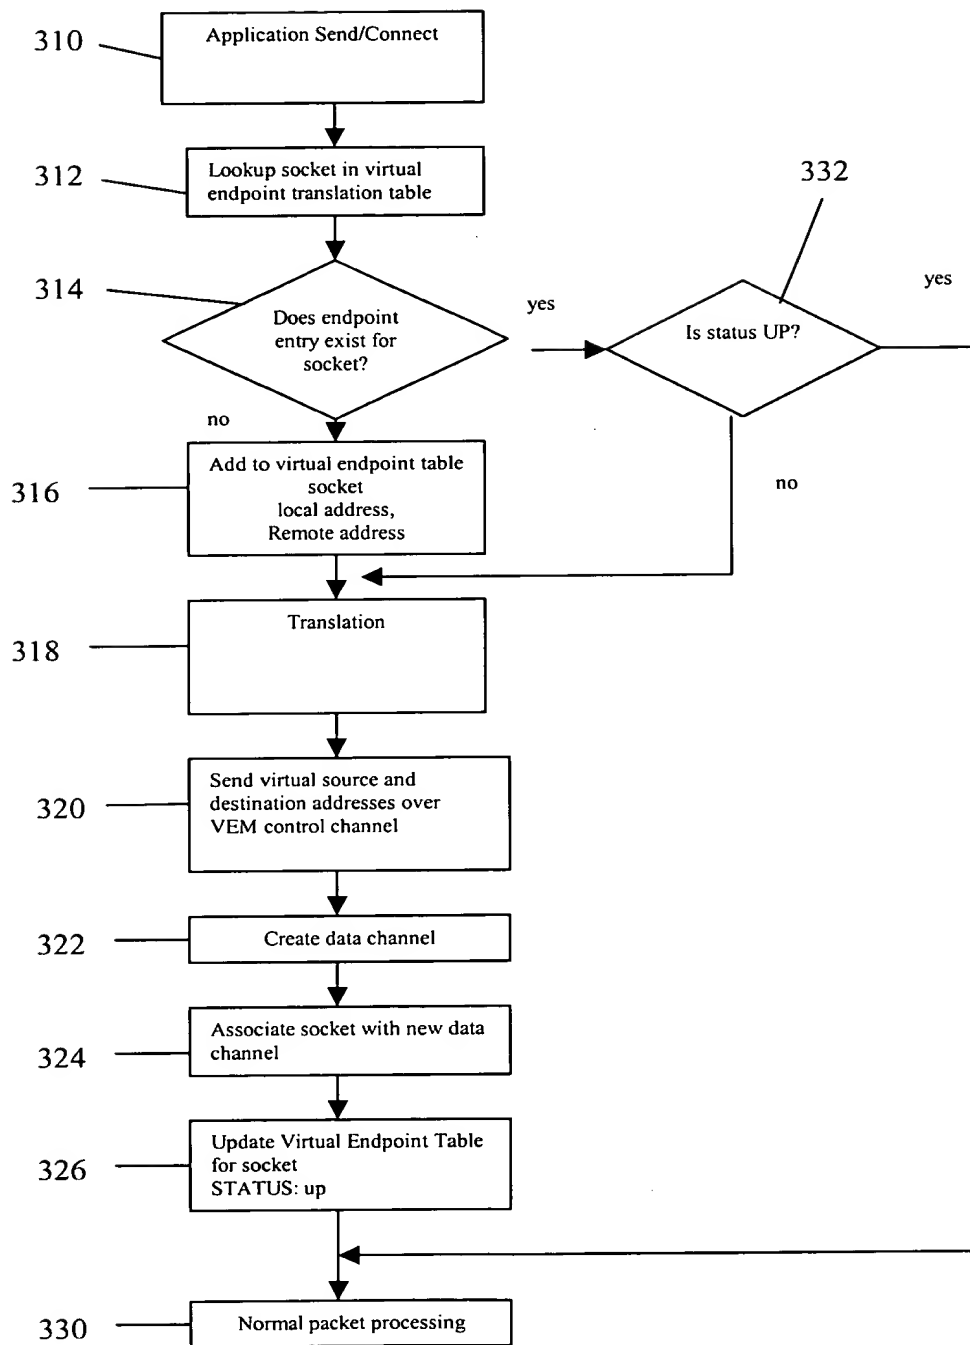 310
Application Send/Connect
312
Lookup socket in virtual
endpoint translation table
332
314
Does endpoint
entry exist for
socket?
yes
Is status UP?
yes
no
no
316
Add to virtual endpoint table
socket
local address,
Remote address
318
Translation
320
Send virtual source and
destination addresses over
VEM control channel
322
Create data channel
324
Associate socket with new data
channel
326
Update Virtual Endpoint Table
for socket
STATUS: up
330
Normal packet processing